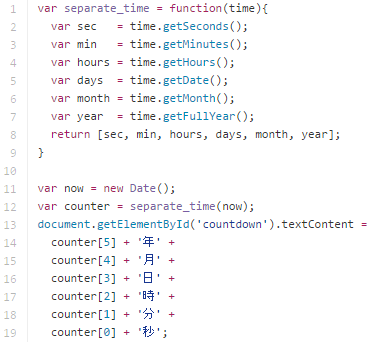 1 var separate_time = function(time){
2 var sec = time.getSeconds();
3 var min = time.getMinutes();
4 var hours = time.getHours();
5 var days = time.getDate();
6 var month = time.getMonth();
7 var year = time.getFullYear();
8 return [sec, min, hours, days, month, year];
9 }
10
11 var now = new Date();
12 var counter = separate_time(now);
13 document.getElementById('countdown').textContent =
14 counter[5] + '年' +
15 counter[4] + '月' +
16 counter[3] + '日' +
17 counter[2] + '時' +
18 counter[1] + '分' +
19 counter[0] + '秒';